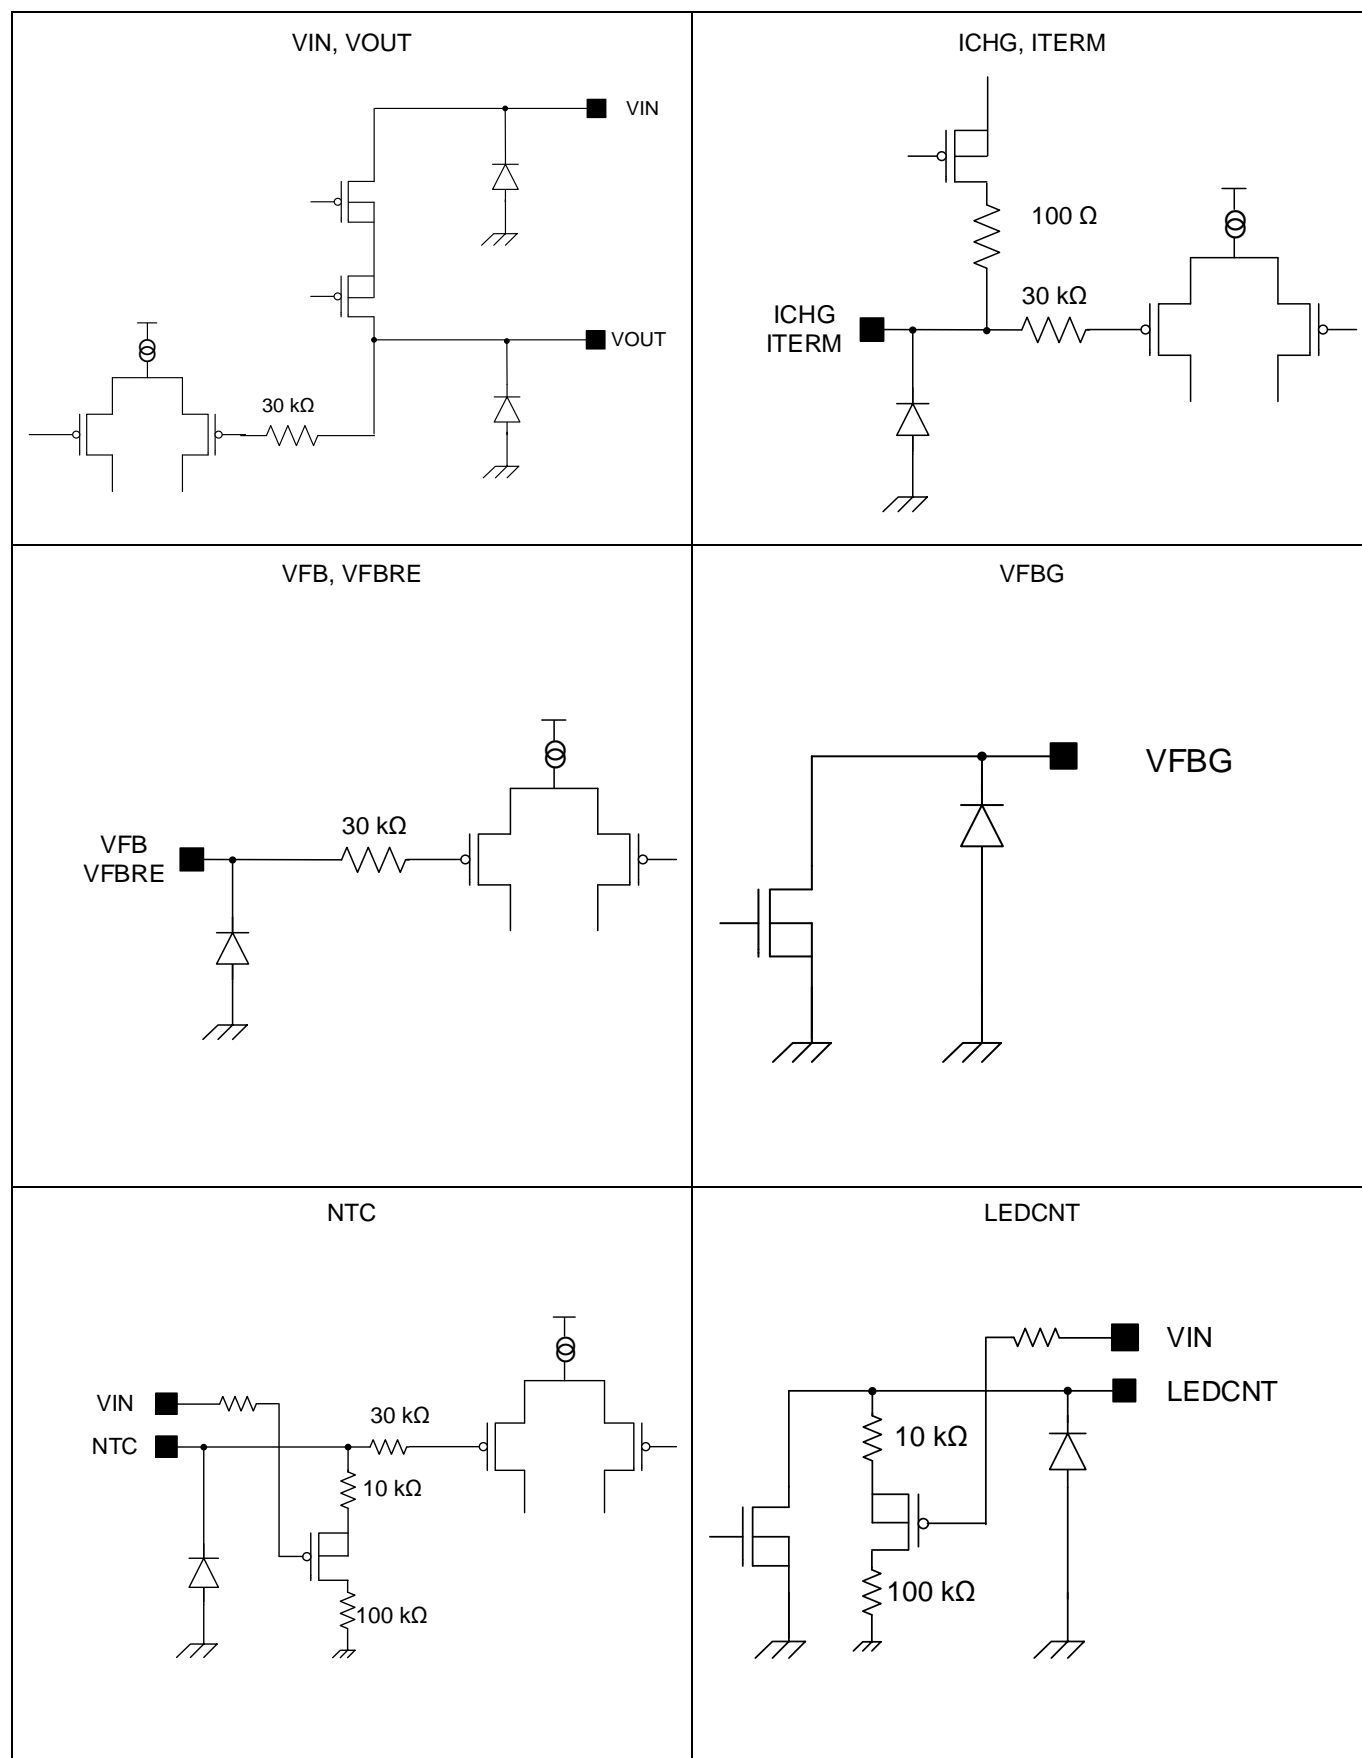 VIN, VOUT
VIN
VOUT
30 kΩ
ICHG, ITERM
100 Ω
30 kΩ
ICHG
ITERM
VFB, VFBRE
30 kΩ
VFB
VFBRE
VFBG
VFBG
NTC
VIN
30 kΩ
NTC
10 kΩ
100 kΩ
LEDCNT
VIN
LEDCNT
10 kΩ
100 kΩ